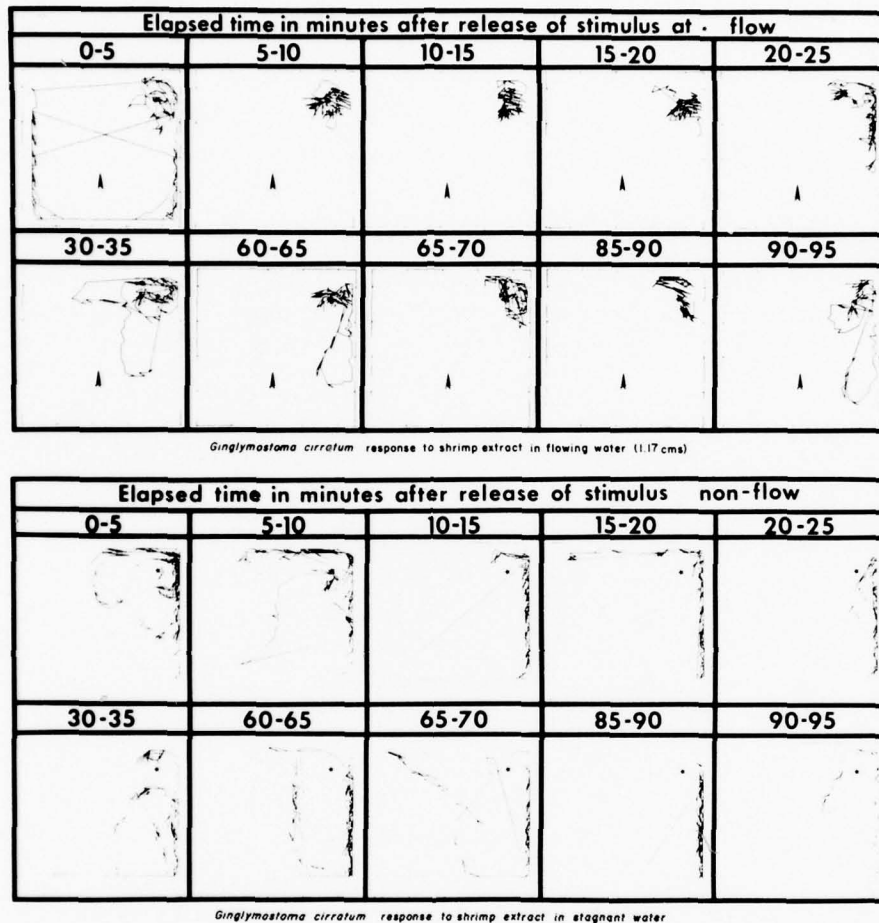 Elapsed time in minutes after release of stimulus at · flow
0-5 5-10 10-15 15-20 20-25
30-35 60-65 65-70 85-90 90-95
Ginglymostoma cirratum response to shrimp extract in flowing water (1.17 cms)
Elapsed time in minutes after release of stimulus non-flow
0-5 5-10 10-15 15-20 20-25
30-35 60-65 65-70 85-90 90-95
Ginglymostoma cirratum response to shrimp extract in stagnant water